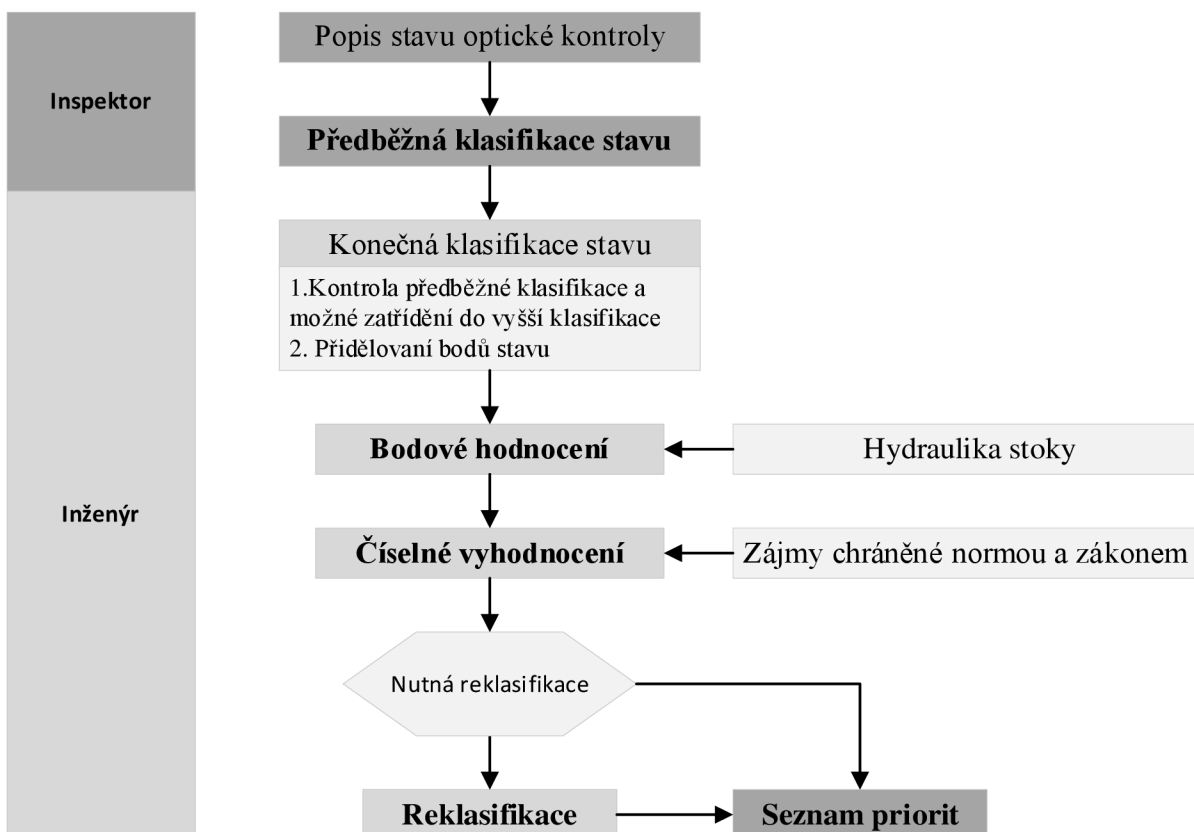 Popis stavu optické kontroly
Inspektor
Předběžná klasifikace stavu
Konečná klasifikace stavu
1.Kontrola předběžné klasifikace a
možné zatřídění do vyšší klasifikace
2. Přidělovaní bodů stavu
Bodové hodnocení
Hydraulika stoky
Inženýr
Číselné vyhodnocení
Zájmy chráněné normou a zákonem
Nutná reklasifikace
Reklasifikace
Seznam priorit